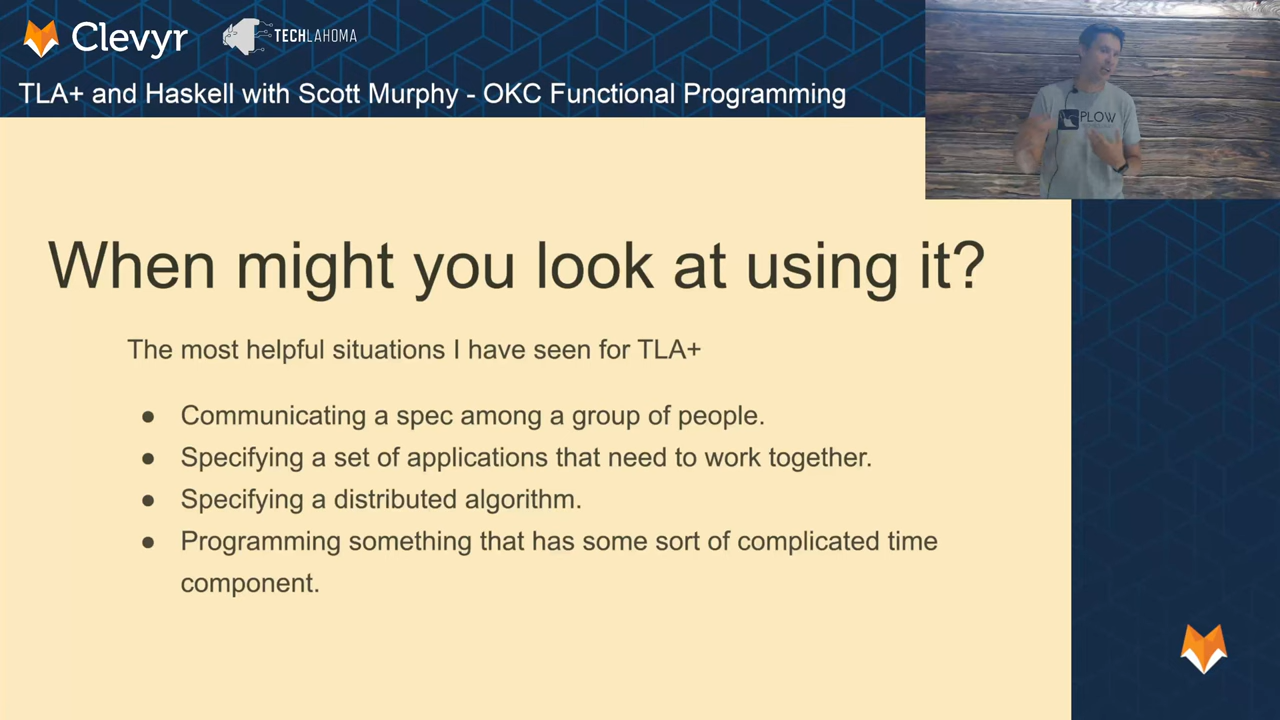 Clevyr
TECHLAHOMA
TLA+ and Haskell with Scott Murphy - OKC Functional Programming
PLOW
When might you look at using it?
The most helpful situations I have seen for TLA+
● Communicating a spec among a group of people.
● Specifying a set of applications that need to work together.
● Specifying a distributed algorithm.
● Programming something that has some sort of complicated time
component.